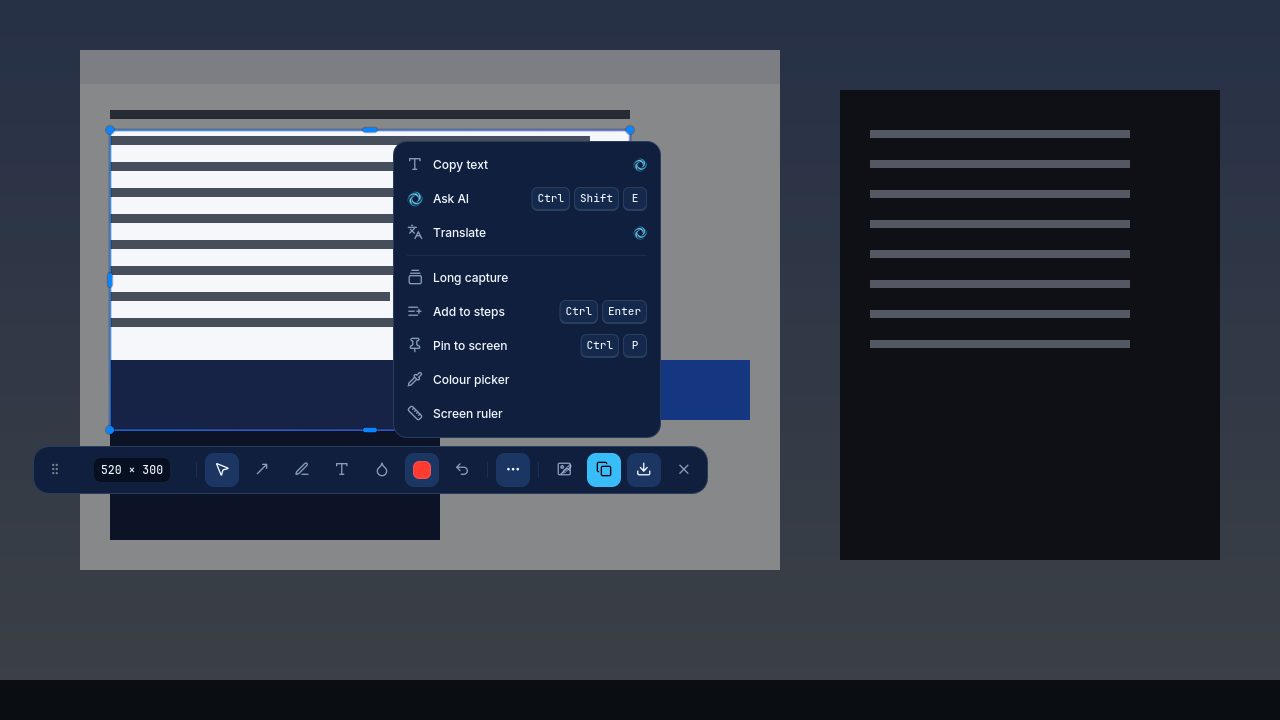 Copy text
Ask AI Ctrl Shift E
Translate
Long capture
Add to steps Ctrl Enter
Pin to screen Ctrl P
Colour picker
Screen ruler
520 × 300